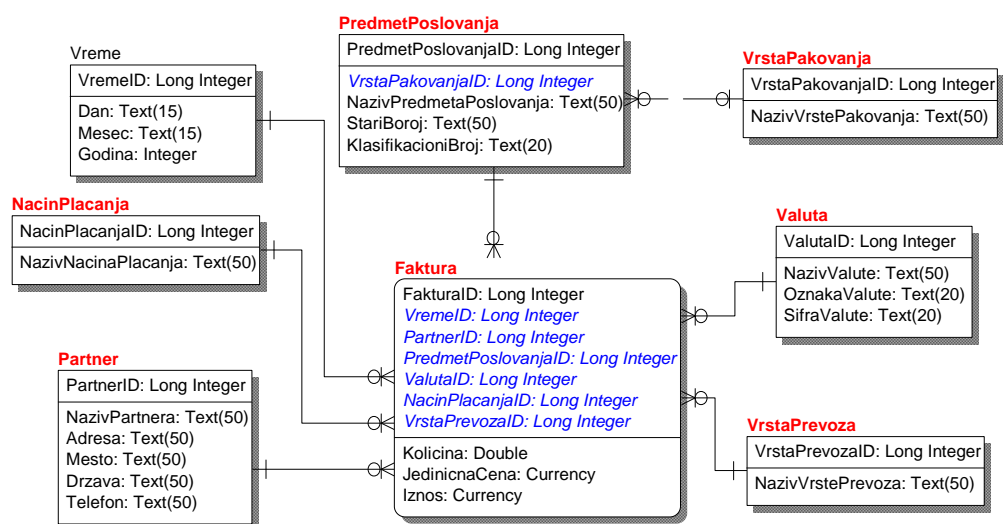 PredmetPoslovanja
PredmetPoslovanjaID: Long Integer
VrstaPakovanjaID: Long Integer
NazivPredmetaPoslovanja: Text(50)
StariBoroj: Text(50)
KlasifikacioniBroj: Text(20)
Vreme
VremeID: Long Integer
Dan: Text(15)
Mesec: Text(15)
Godina: Integer
VrstaPakovanja
VrstaPakovanjaID: Long Integer
NazivVrstePakovanja: Text(50)
NacinPlacanja
NacinPlacanjaID: Long Integer
NazivNacinaPlacanja: Text(50)
Valuta
ValutaID: Long Integer
NazivValute: Text(50)
OznakaValute: Text(20)
SifraValute: Text(20)
Faktura
FakturaID: Long Integer
VremeID: Long Integer
PartnerID: Long Integer
PredmetPoslovanjaID: Long Integer
ValutaID: Long Integer
NacinPlacanjaID: Long Integer
VrstaPrevozaID: Long Integer
Kolicina: Double
JedinicnaCena: Currency
Iznos: Currency
Partner
PartnerID: Long Integer
NazivPartnera: Text(50)
Adresa: Text(50)
Mesto: Text(50)
Drzava: Text(50)
Telefon: Text(50)
VrstaPrevoza
VrstaPrevozaID: Long Integer
NazivVrstePrevoza: Text(50)